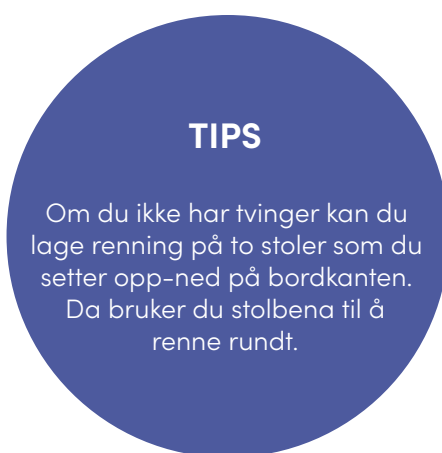 TIPS
Om du ikke har tvinger kan du
lage renning på to stoler som du
setter opp-ned på bordkanten.
Da bruker du stolbena til å
renne rundt.